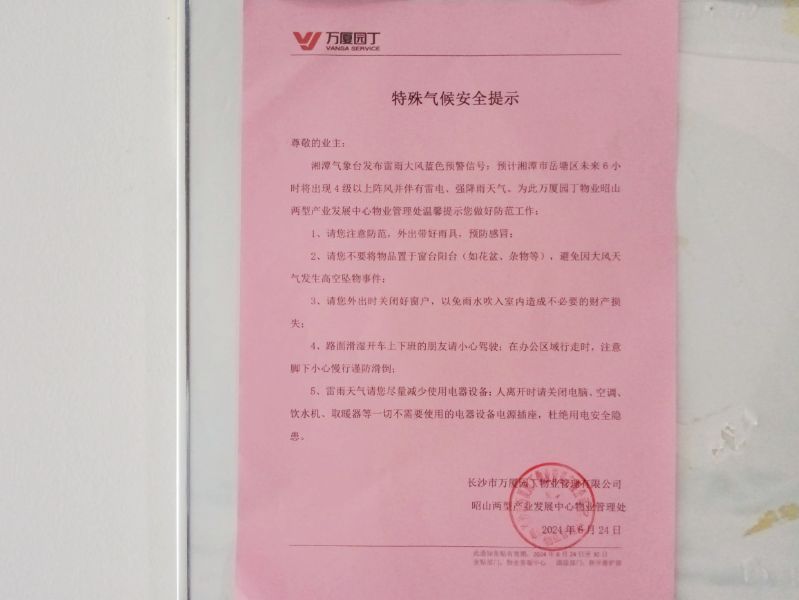 万厦园丁
VANSA SERVICE
特殊气候安全提示
尊敬的业主：
湘潭气象台发布雷雨大风蓝色预警信号：预计湘潭市岳塘区未来 6 小
时将出现 4 级以上阵风并伴有雷电、强降雨天气。为此万厦园丁物业昭山
两型产业发展中心物业管理处温馨提示您做好防范工作：
1、请您注意防范，外出带好雨具，预防感冒；
2、请您不要将物品置于窗台阳台（如花盆、杂物等），避免因大风天
气发生高空坠物事件；
3、请您外出时关闭好窗户，以免雨水吹入室内造成不必要的财产损
失；
4、路面滑湿开车上下班的朋友请小心驾驶；在办公区域行走时，注意
脚下小心慢行谨防滑倒；
5、雷雨天气请您尽量减少使用电器设备；人离开时请关闭电脑、空调、
饮水机、取暖器等一切不需要使用的电器设备电源插座，杜绝用电安全隐
患。
长沙市万厦园丁物业管理有限公司
昭山两型产业发展中心物业管理处
2024 年 6 月 24 日
2024 年 6 月 24 日至 30 日